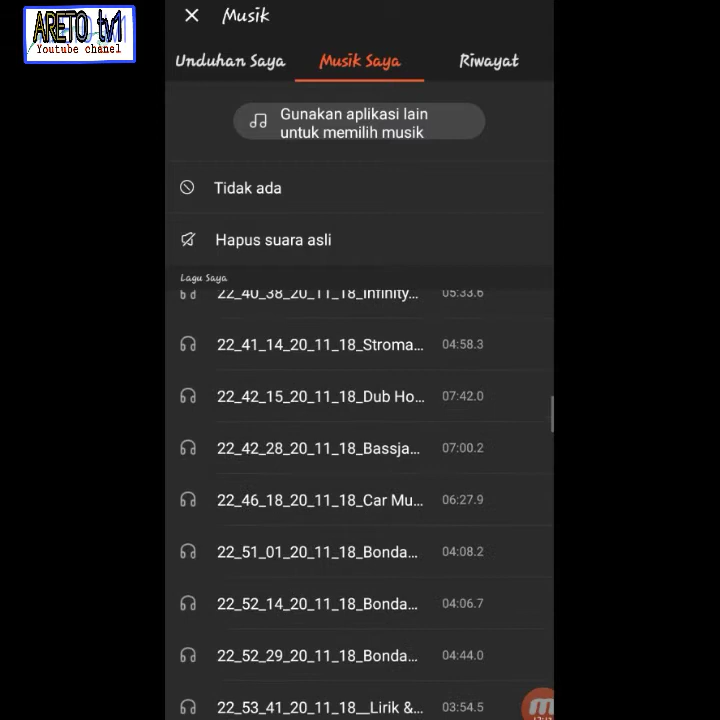 ARETO tv1
Youtube chanel
Musik
Unduhan Saya
Musik Saya
Riwayat
Gunakan aplikasi lain
untuk memilih musik
Tidak ada
Hapus suara asli
Lagu Saya
22_40_38_20_11_18_Infinity... 05:33.6
22_41_14_20_11_18_Stroma... 04:58.3
22_42_15_20_11_18_Dub Ho... 07:42.0
22_42_28_20_11_18_Bassja... 07:00.2
22_46_18_20_11_18_Car Mu... 06:27.9
22_51_01_20_11_18_Bonda... 04:08.2
22_52_14_20_11_18_Bonda... 04:06.7
22_52_29_20_11_18_Bonda... 04:44.0
22_53_41_20_11_18__Lirik &... 03:54.5